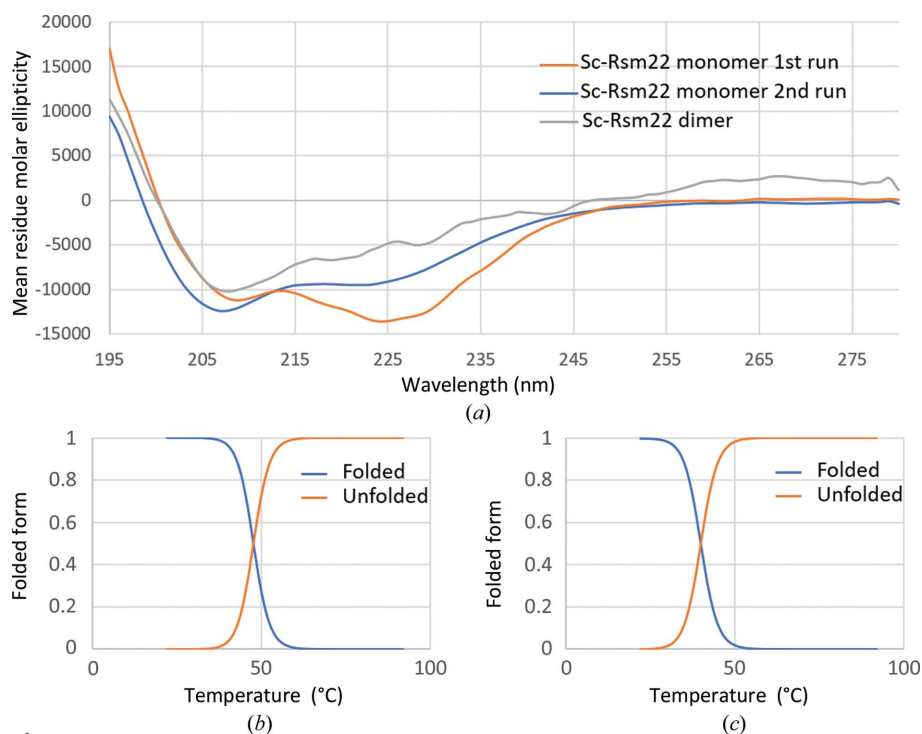 20000
15000
10000
5000
0
-5000
-10000
-15000
Mean residue molar ellipticity
Sc-Rsm22 monomer 1st run
Sc-Rsm22 monomer 2nd run
Sc-Rsm22 dimer
195 205 215 225 235 245 255 265 275
Wavelength (nm)
(a)
1
0.8
0.6
0.4
0.2
0
Folded form
Folded
Unfolded
0 50 100
Temperature (°C)
(b)
1
0.8
0.6
0.4
0.2
0
Folded form
Folded
Unfolded
0 50 100
Temperature (°C)
(c)